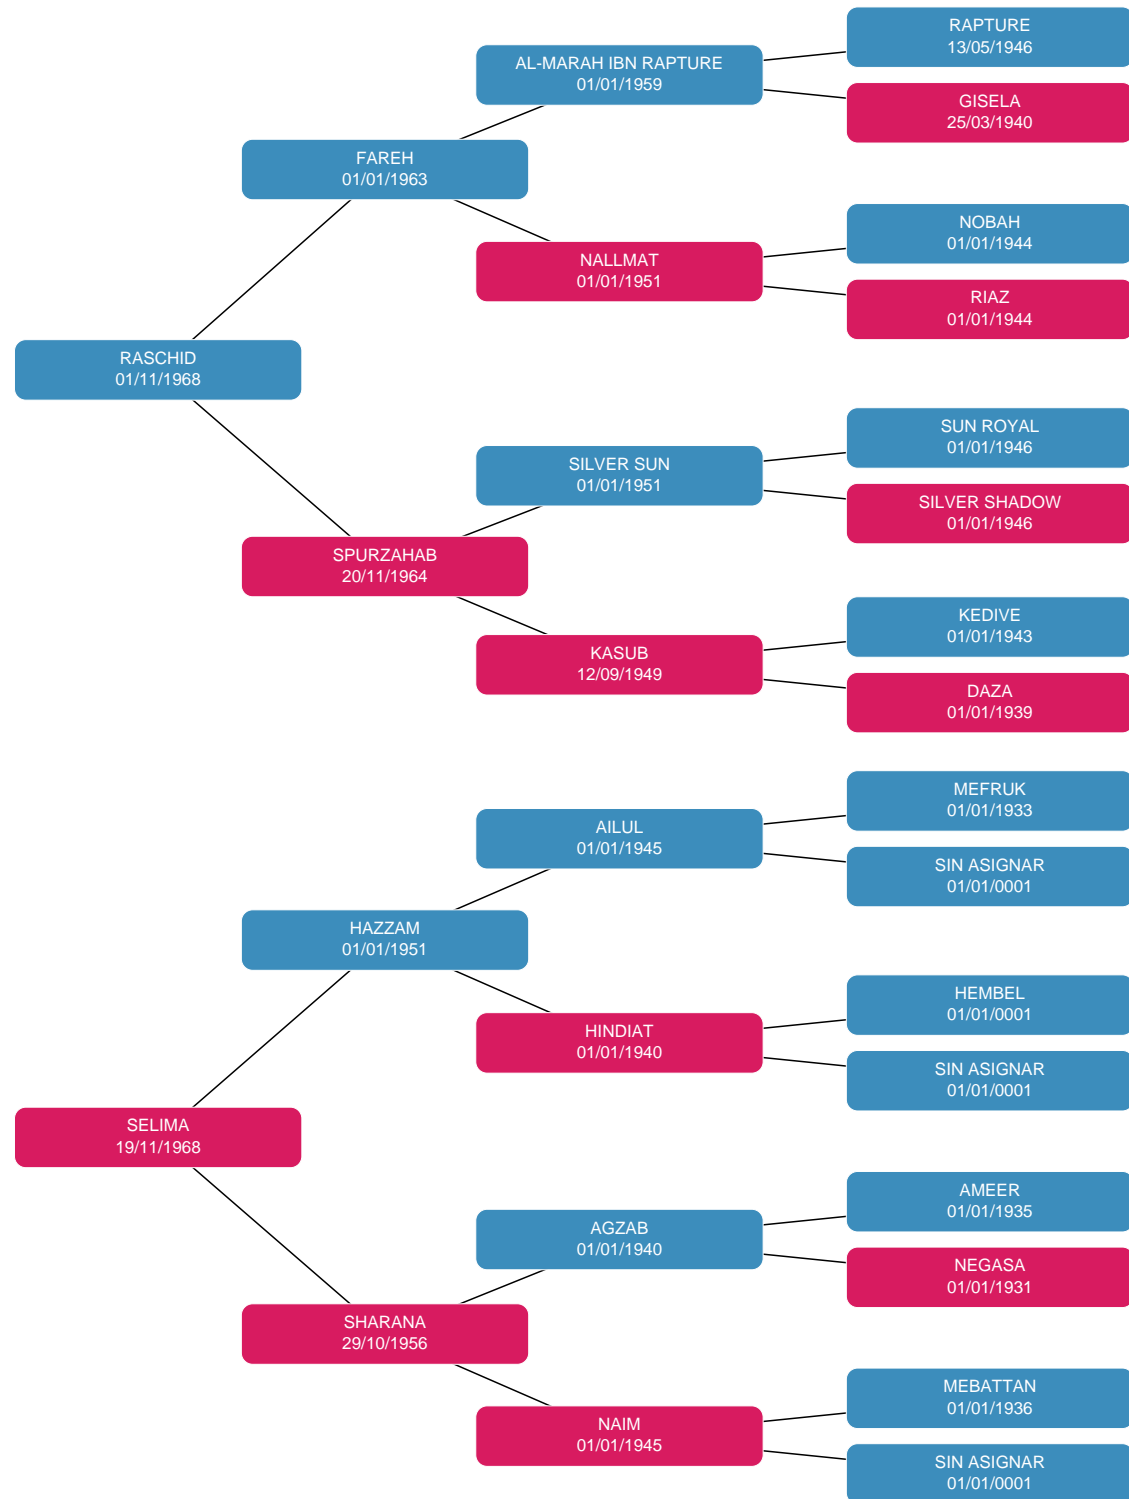 RAPTURE
13/05/1946
AL-MARAH IBN RAPTURE
01/01/1959
GISELA
25/03/1940
FAREH
01/01/1963
NOBAH
01/01/1944
NALLMAT
01/01/1951
RIAZ
01/01/1944
RASCHID
01/11/1968
SUN ROYAL
01/01/1946
SILVER SUN
01/01/1951
SILVER SHADOW
01/01/1946
SPURZAHAB
20/11/1964
KEDIVE
01/01/1943
KASUB
12/09/1949
DAZA
01/01/1939
MEFRUK
01/01/1933
AILUL
01/01/1945
SIN ASIGNAR
01/01/0001
HAZZAM
01/01/1951
HEMBEL
01/01/0001
HINDIAT
01/01/1940
SIN ASIGNAR
01/01/0001
SELIMA
19/11/1968
AMEER
01/01/1935
AGZAB
01/01/1940
NEGASA
01/01/1931
SHARANA
29/10/1956
MEBATTAN
01/01/1936
NAIM
01/01/1945
SIN ASIGNAR
01/01/0001